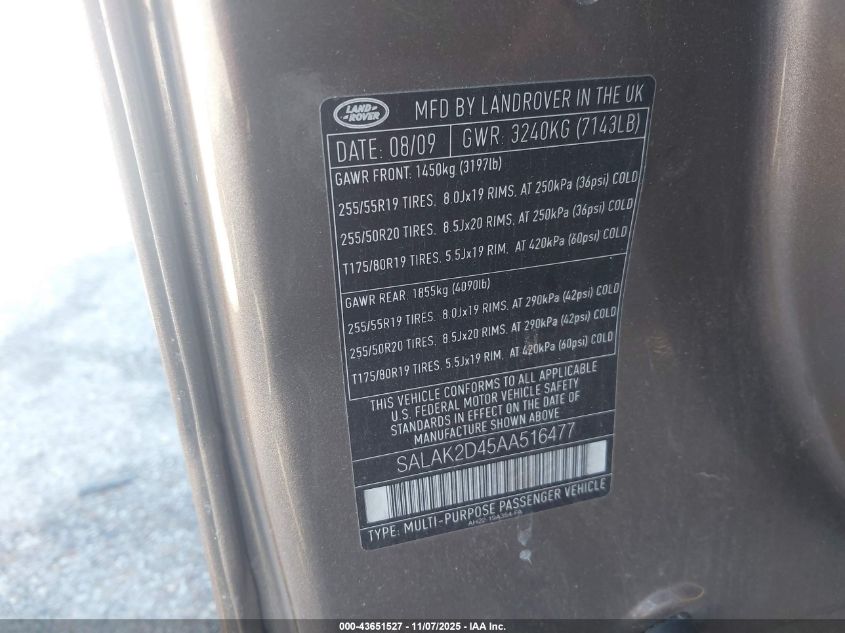 LAND
ROVER
MFD BY LANDROVER IN THE UK
DATE: 08/09 GWR: 3240KG (7143LB)
GAWR FRONT: 1450kg (3197lb)
255/55R19 TIRES, 8.0Jx19 RIMS, AT 250kPa (36psi) COLD
255/50R20 TIRES, 8.5Jx20 RIMS, AT 250kPa (36psi) COLD
T175/80R19 TIRES, 5.5Jx19 RIM, AT 420kPa (60psi) COLD
GAWR REAR: 1855kg (4090lb)
255/55R19 TIRES, 8.0Jx19 RIMS, AT 290kPa (42psi) COLD
255/50R20 TIRES, 8.5Jx20 RIMS, AT 290kPa (42psi) COLD
T175/80R19 TIRES, 5.5Jx19 RIM, AT 420kPa (60psi) COLD
THIS VEHICLE CONFORMS TO ALL APPLICABLE
U.S. FEDERAL MOTOR VEHICLE SAFETY
STANDARDS IN EFFECT ON THE DATE OF
MANUFACTURE SHOWN ABOVE.
SALAK2D45AA516477
TYPE: MULTI-PURPOSE PASSENGER VEHICLE
000-43651527 - 11/07/2025 - IAA Inc.